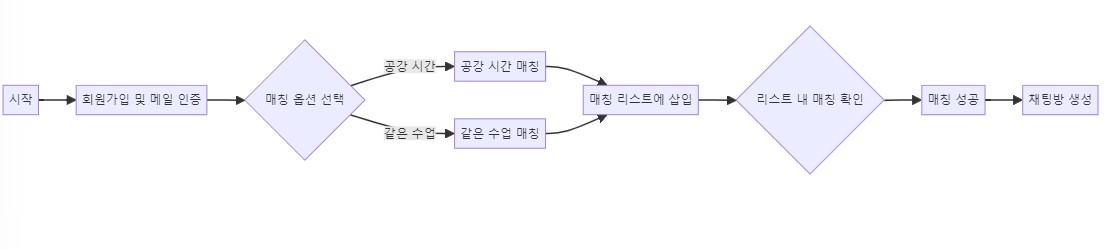 시작
회원가입 및 메일 인증
매칭 옵션 선택
공강 시간
공강 시간 매칭
같은 수업
같은 수업 매칭
매칭 리스트에 삽입
리스트 내 매칭 확인
매칭 성공
채팅방 생성